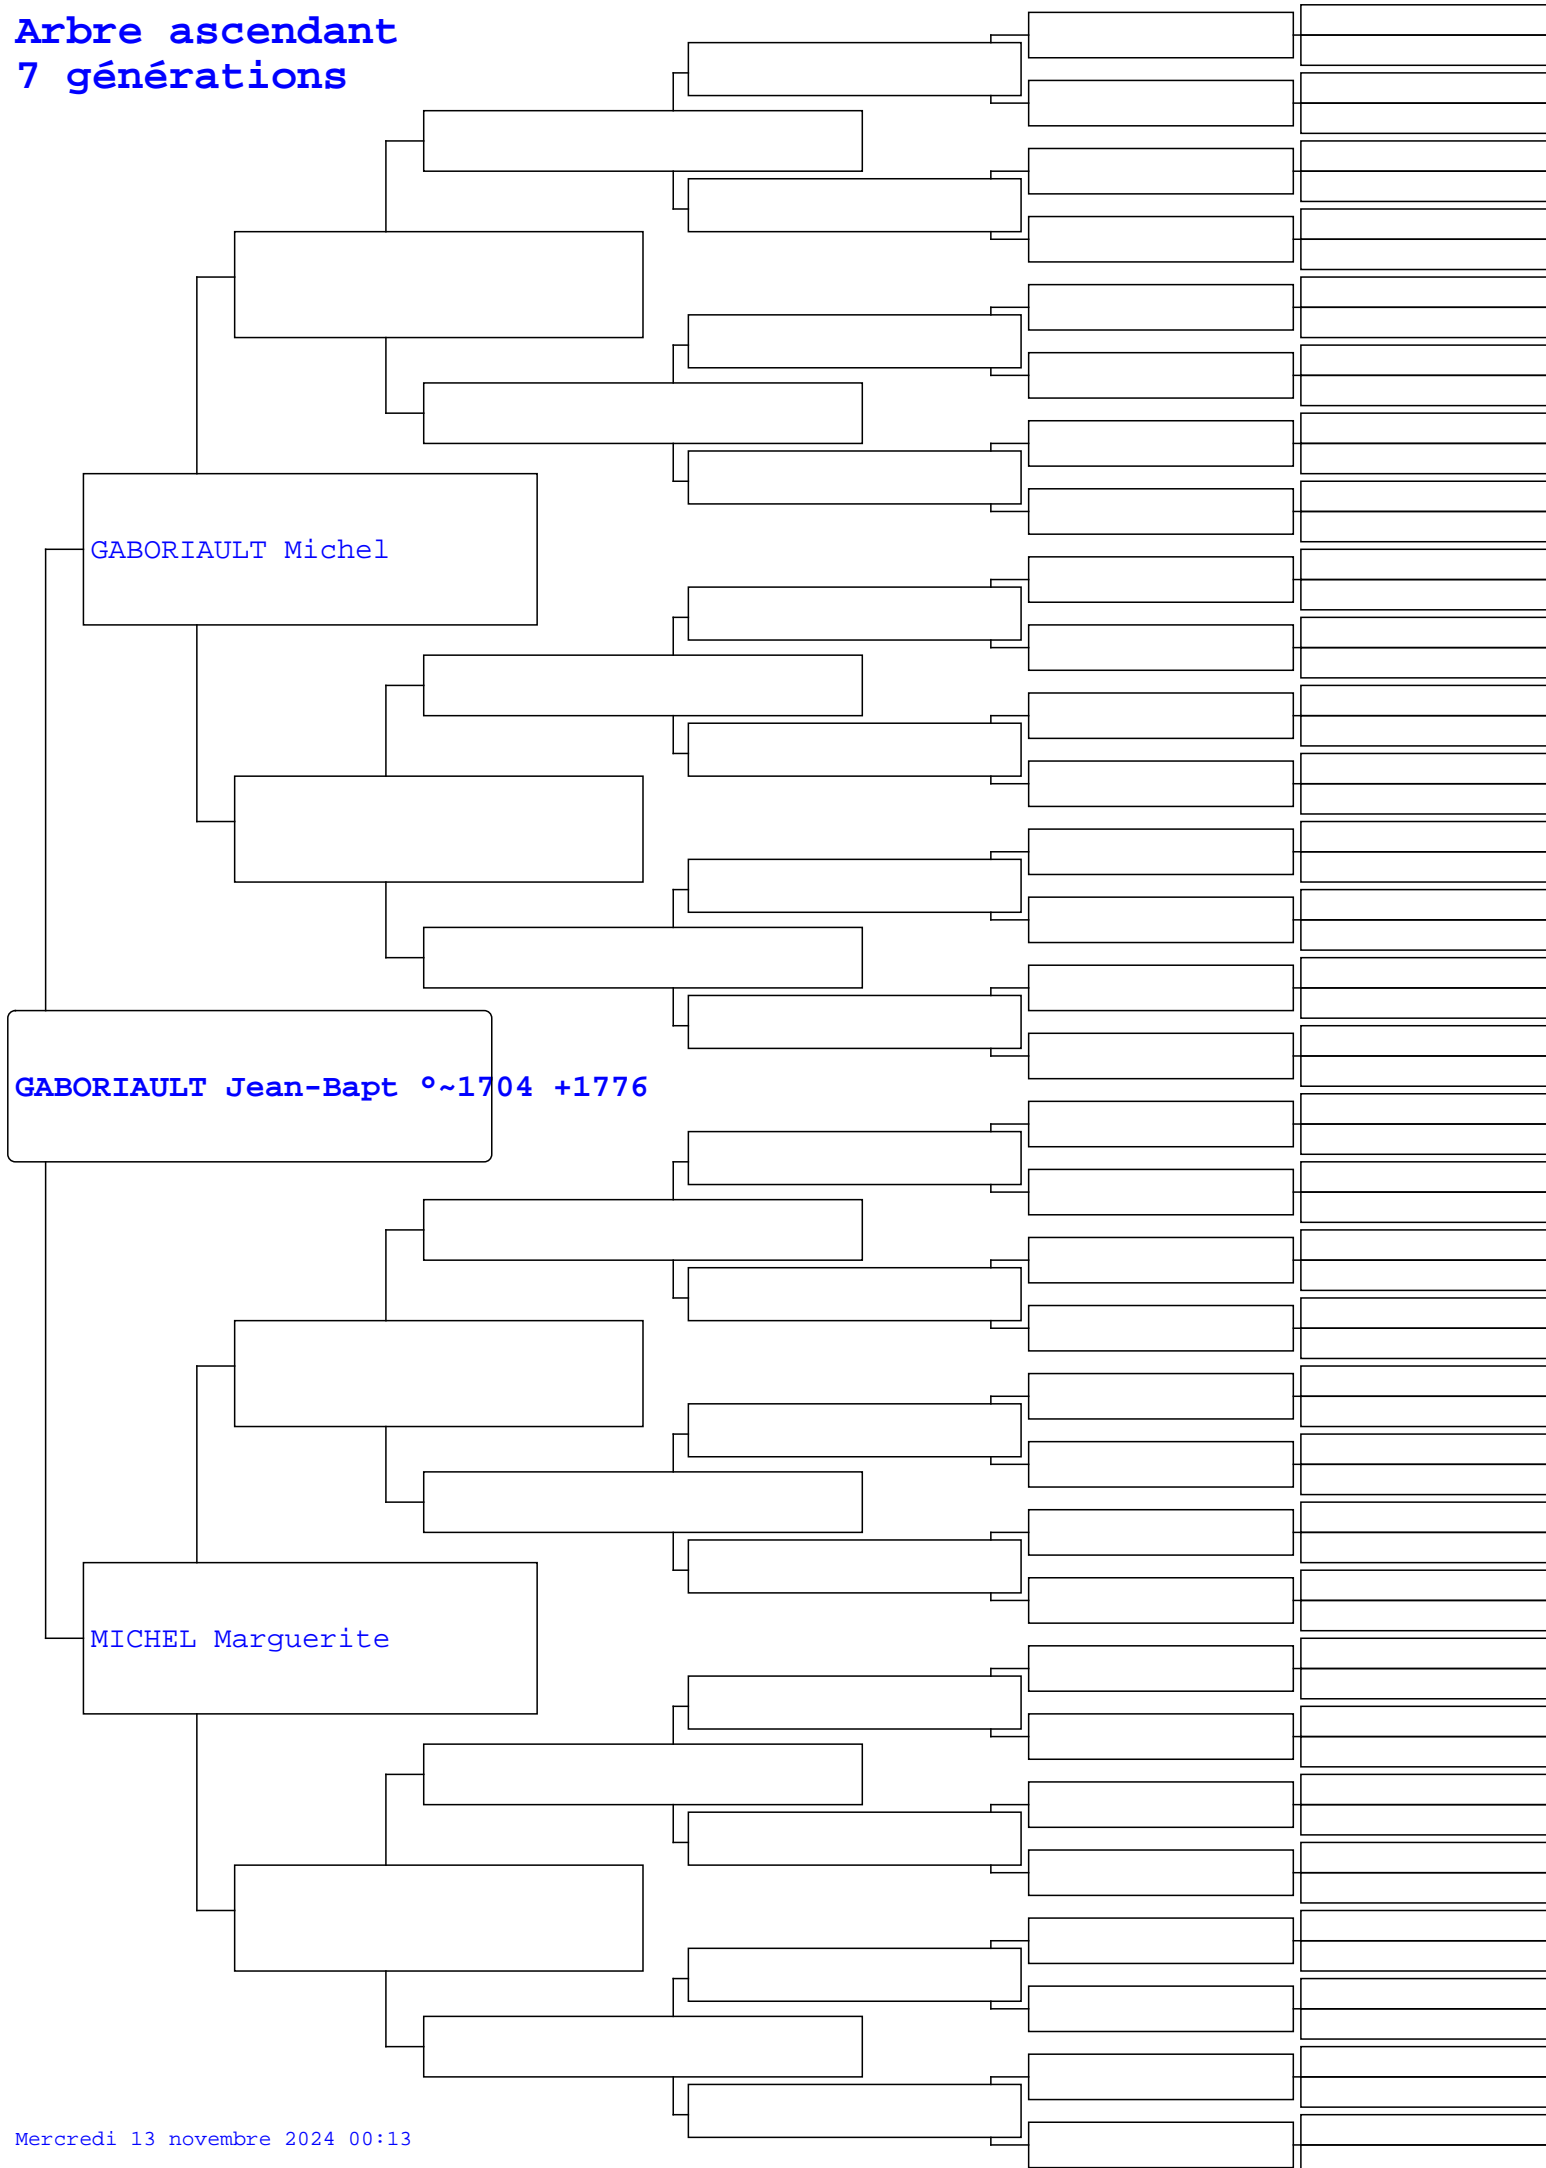 Arbre ascendant
7 générations
GABORIAULT Michel
GABORIAULT Jean-Bapt °~1704 +1776
MICHEL Marguerite
Mercredi 13 novembre 2024 00:13